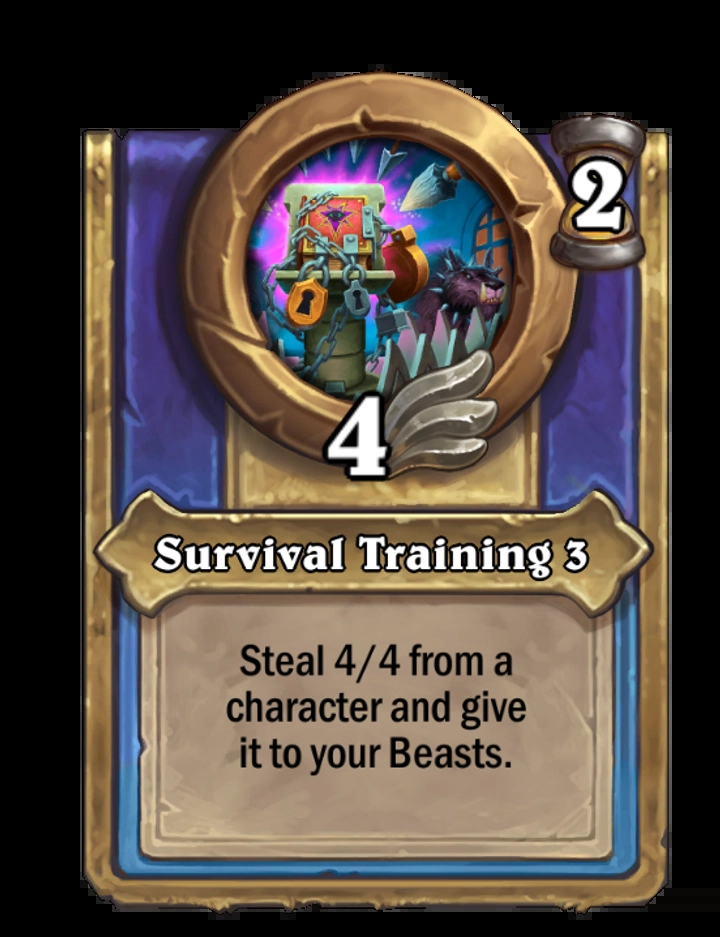 2
4
Survival Training 3
Steal 4/4 from a
character and give
it to your Beasts.